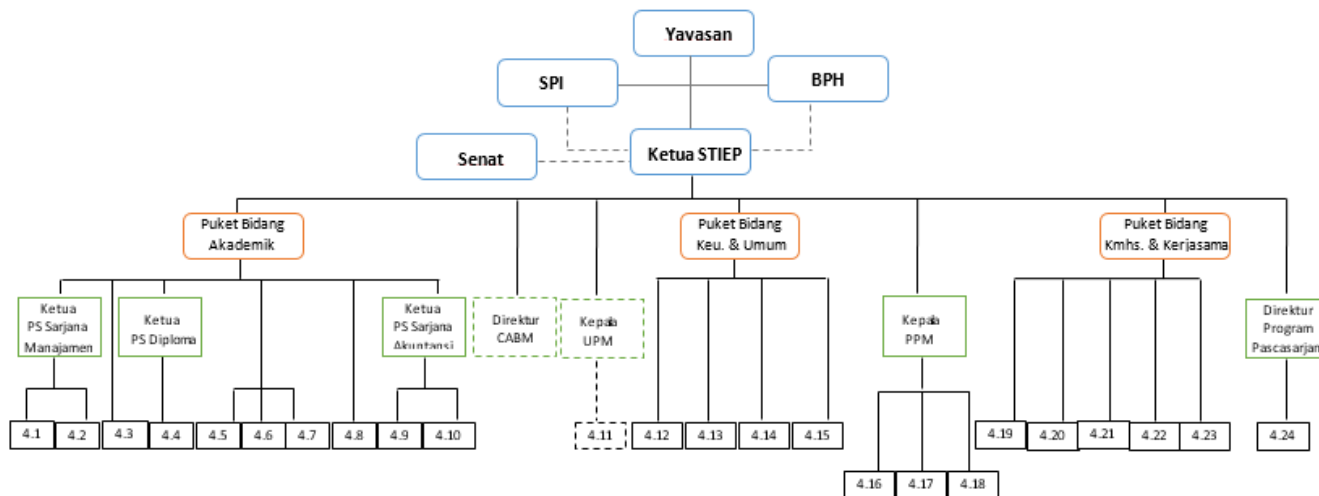 Yavasan
SPI
BPH
Senat
Ketua STIEP
Puket Bidang
Akademik
Puket Bidang
Keu. & Umum
Puket Bidang
Kmhs. & Kerjasama
Ketua
PS Sarjana
Manajamen
Ketua
PS Diploma
Ketua
PS Sarjana
Akuntansi
Direktur
CABM
Kepala
UPM
Kepala
PPM
Direktur
Program
Pascasarjan
4.1
4.2
4.3
4.4
4.5
4.6
4.7
4.8
4.9
4.10
4.11
4.12
4.13
4.14
4.15
4.16
4.17
4.18
4.19
4.20
4.21
4.22
4.23
4.24